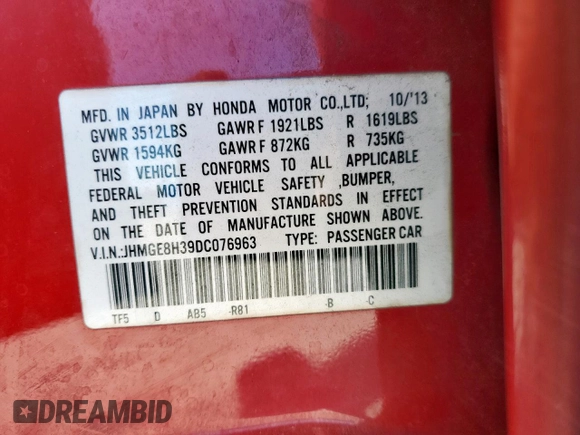 MFD. IN JAPAN BY HONDA MOTOR CO.,LTD; 10/'13
GVWR 3512LBS GAWR F 1921LBS R 1619LBS
GVWR 1594KG GAWR F 872KG R 735KG
THIS VEHICLE CONFORMS TO ALL APPLICABLE
FEDERAL MOTOR VEHICLE SAFETY ,BUMPER,
AND THEFT PREVENTION STANDARDS IN EFFECT
ON THE DATE OF MANUFACTURE SHOWN ABOVE.
V.I.N.:JHMGE8H39DC076963 TYPE: PASSENGER CAR
TF5 D AB5 -R81 -B -C
DREAMBID